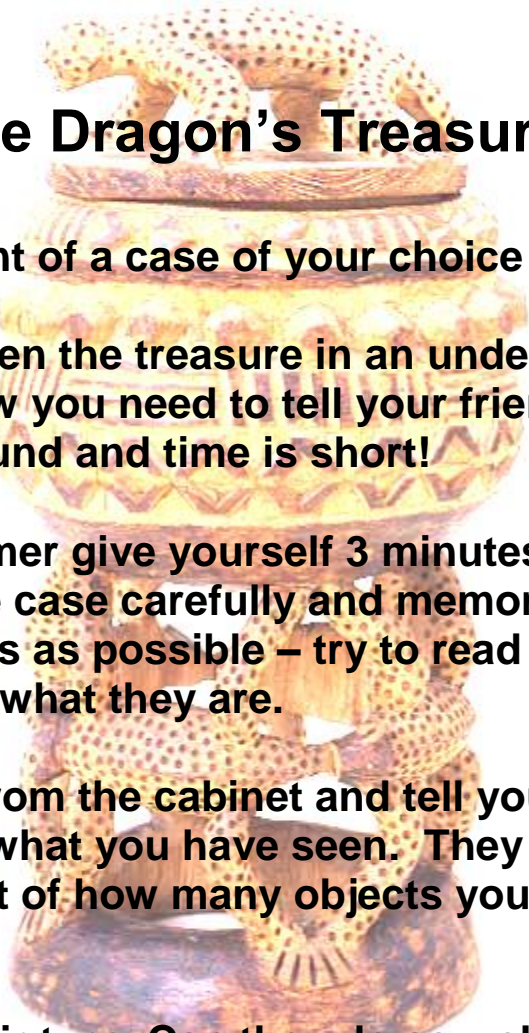 e Dragon’s Treasur
nt of a case of your choice
en the treasure in an unde
w you need to tell your frie
und and time is short!
mer give yourself 3 minutes
e case carefully and memor
s as possible – try to read
what they are.
om the cabinet and tell you
what you have seen.  They
t of how many objects you